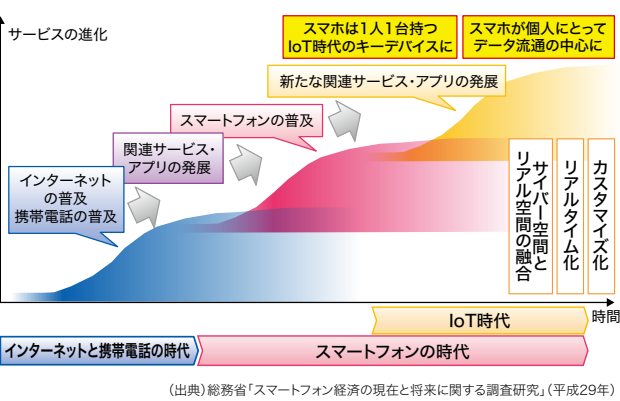 サービスの進化
スマホは1人1台持つ
IoT時代のキーデバイスに
スマホが個人にとって
データ流通の中心に
新たな関連サービス・アプリの発展
スマートフォンの普及
関連サービス・
アプリの発展
インターネット
の普及
携帯電話の普及
サイバー空間と
リアル空間の融合
リアルタイム化
カスタマイズ化
時間
IoT時代
インターネットと携帯電話の時代
スマートフォンの時代
（出典）総務省「スマートフォン経済の現在と将来に関する調査研究」（平成29年）